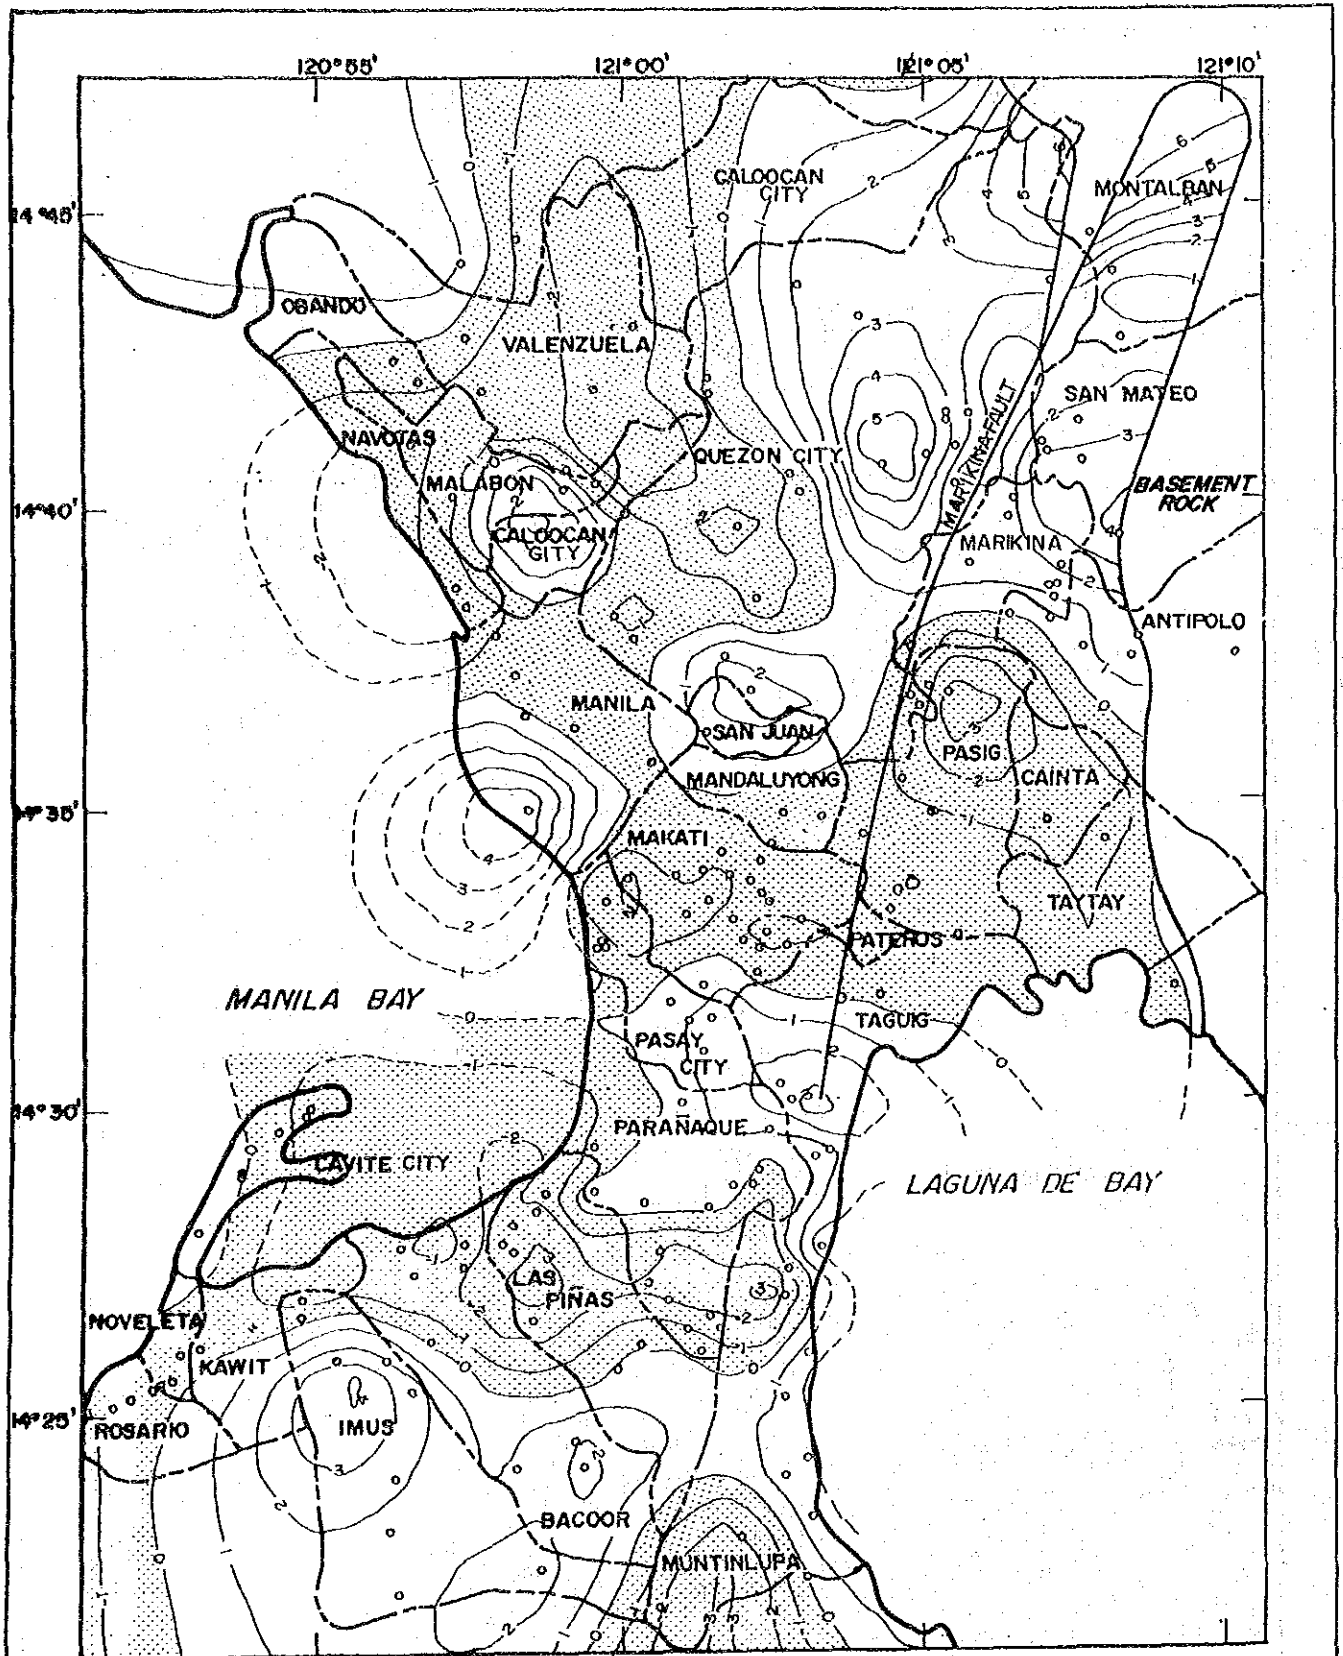 120°55'
121°00'
121°05'
121°10'
14°45'
CALOOCAN
CITY
MONTALBAN
OBANDO
VALENZUELA
SAN MATEO
NAVOTAS
QUEZON CITY
MARIKINA FAULT
MALABON
BASEMENT
ROCK
14°40'
CALOOCAN
CITY
MARIKINA
ANTIPOLO
MANILA
SAN JUAN
PASIG
MANDALUYONG
CAINTA
14°35'
MAKATI
TAYTAY
PATEROS
MANILA BAY
TAGUIG
PASAY
CITY
14°30'
PARAÑAQUE
CAVITE CITY
LAGUNA DE BAY
LAS
PIÑAS
NOVELETA
KAWIT
14°25'
ROSARIO
IMUS
BACOOR
MUNTINLUPA